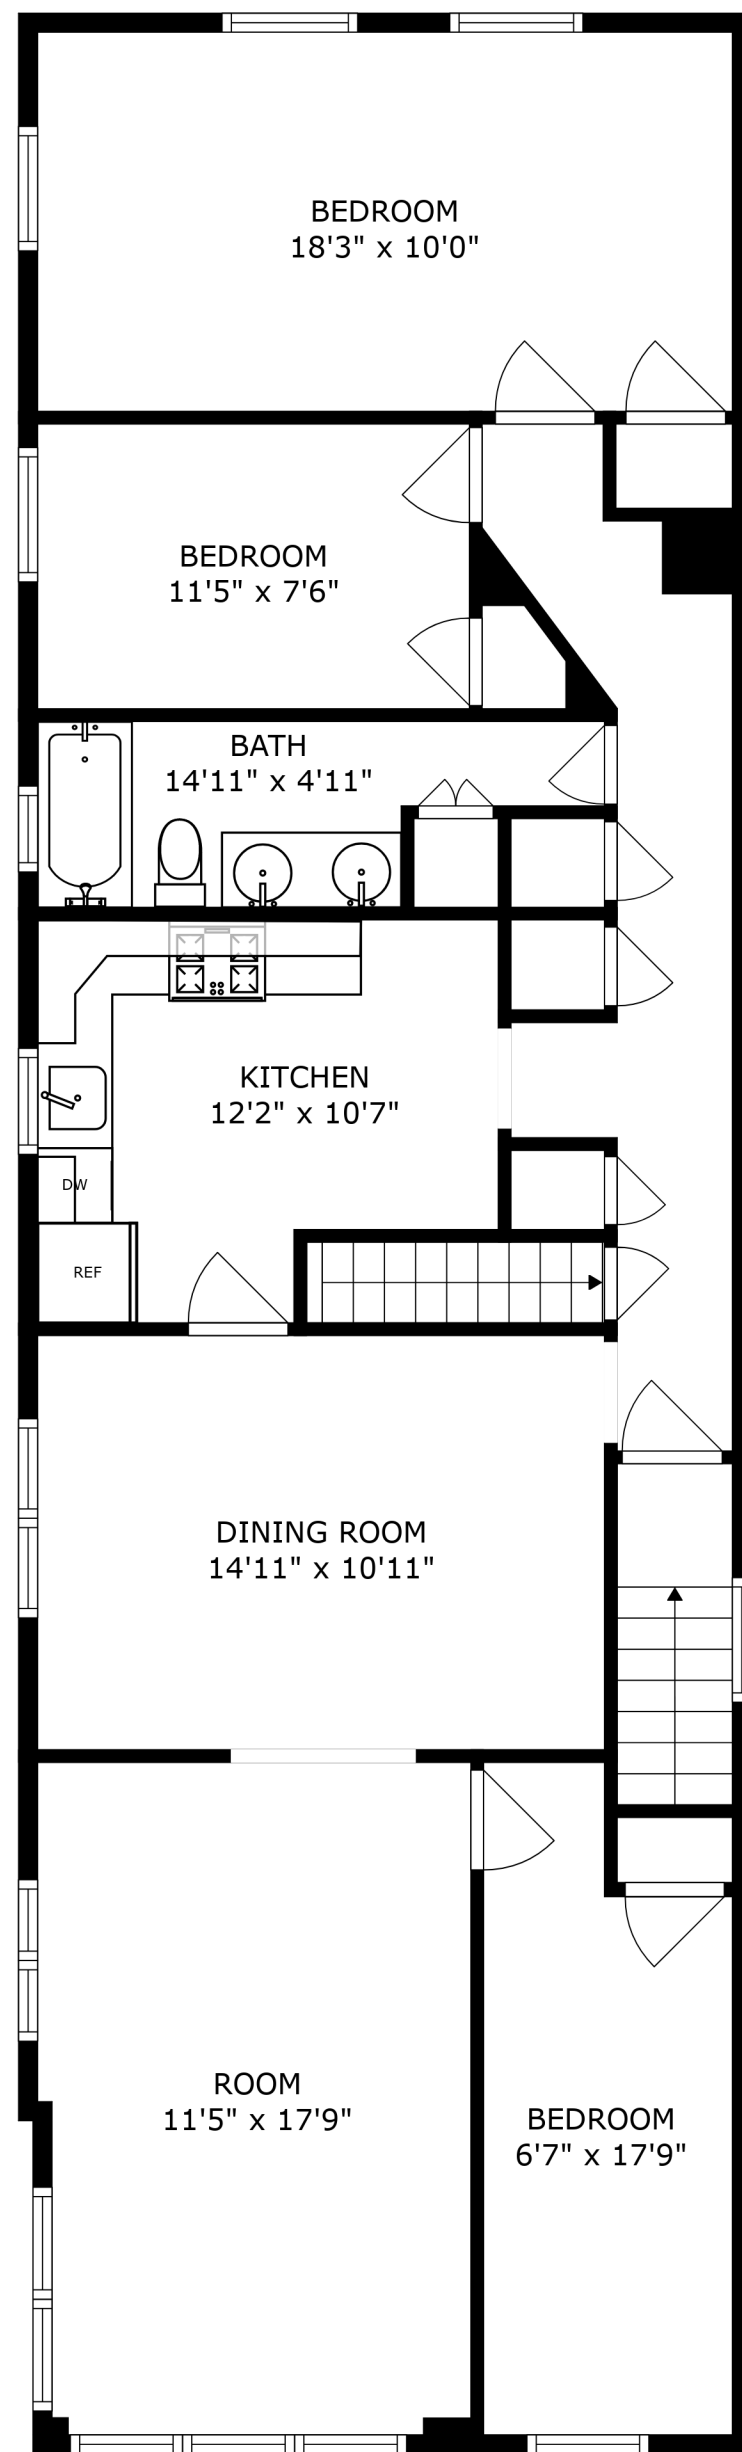 BEDROOM
18'3" x 10'0"
BEDROOM
11'5" x 7'6"
BATH
14'11" x 4'11"
KITCHEN
12'2" x 10'7"
DW
REF
DINING ROOM
14'11" x 10'11"
ROOM
11'5" x 17'9"
BEDROOM
6'7" x 17'9"